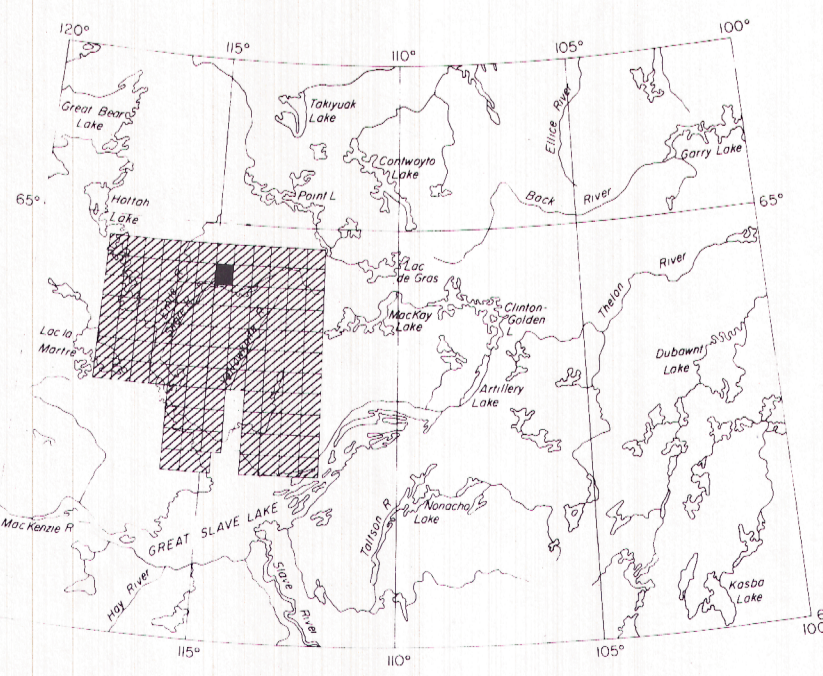 120°
115°
110°
105°
100°
Great Bear
Lake
Takiyuak
Lake
Ellice River
Garry Lake
Contwoyto
Lake
65°
Hottah
Lake
Point L
Back River
65°
Lac
de Gras
Thelon River
MacKay
Lake
Clinton-
Golden
L
Yellowknife R
Lac la
Martre
Dubawnt
Lake
Artillery
Lake
GREAT SLAVE LAKE
MacKenzie R
Taltson R
Nonacho
Lake
Hay River
Slave River
Kasba
Lake
115°
110°
105°
100